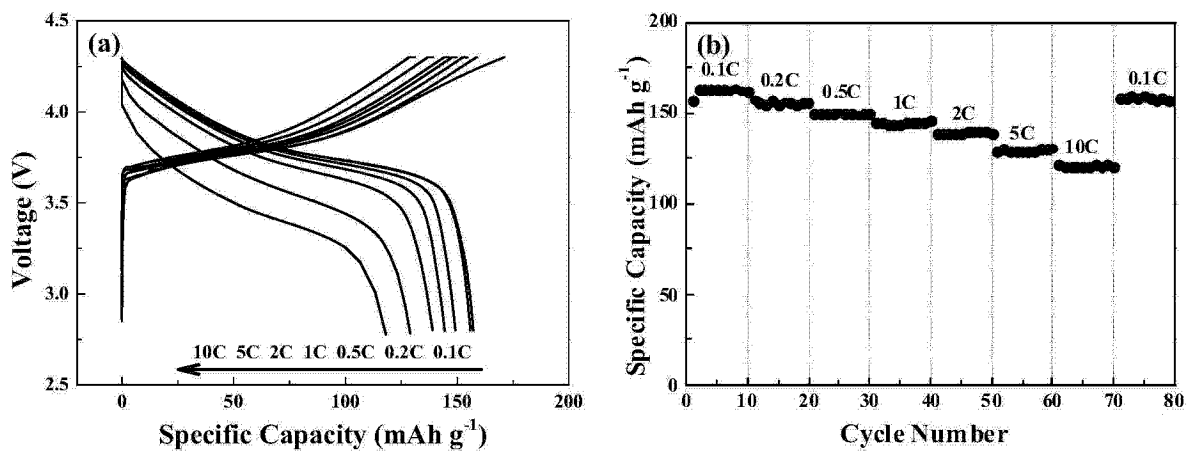 (a)
4.5
4.0
3.5
3.0
2.5
Voltage (V)
10C 5C 2C 1C 0.5C 0.2C 0.1C
0 50 100 150 200
Specific Capacity (mAh g-1)
(b)
200
150
100
50
0
Specific Capacity (mAh g-1)
0.1C 0.2C 0.5C 1C 2C 5C 10C 0.1C
0 10 20 30 40 50 60 70 80
Cycle Number